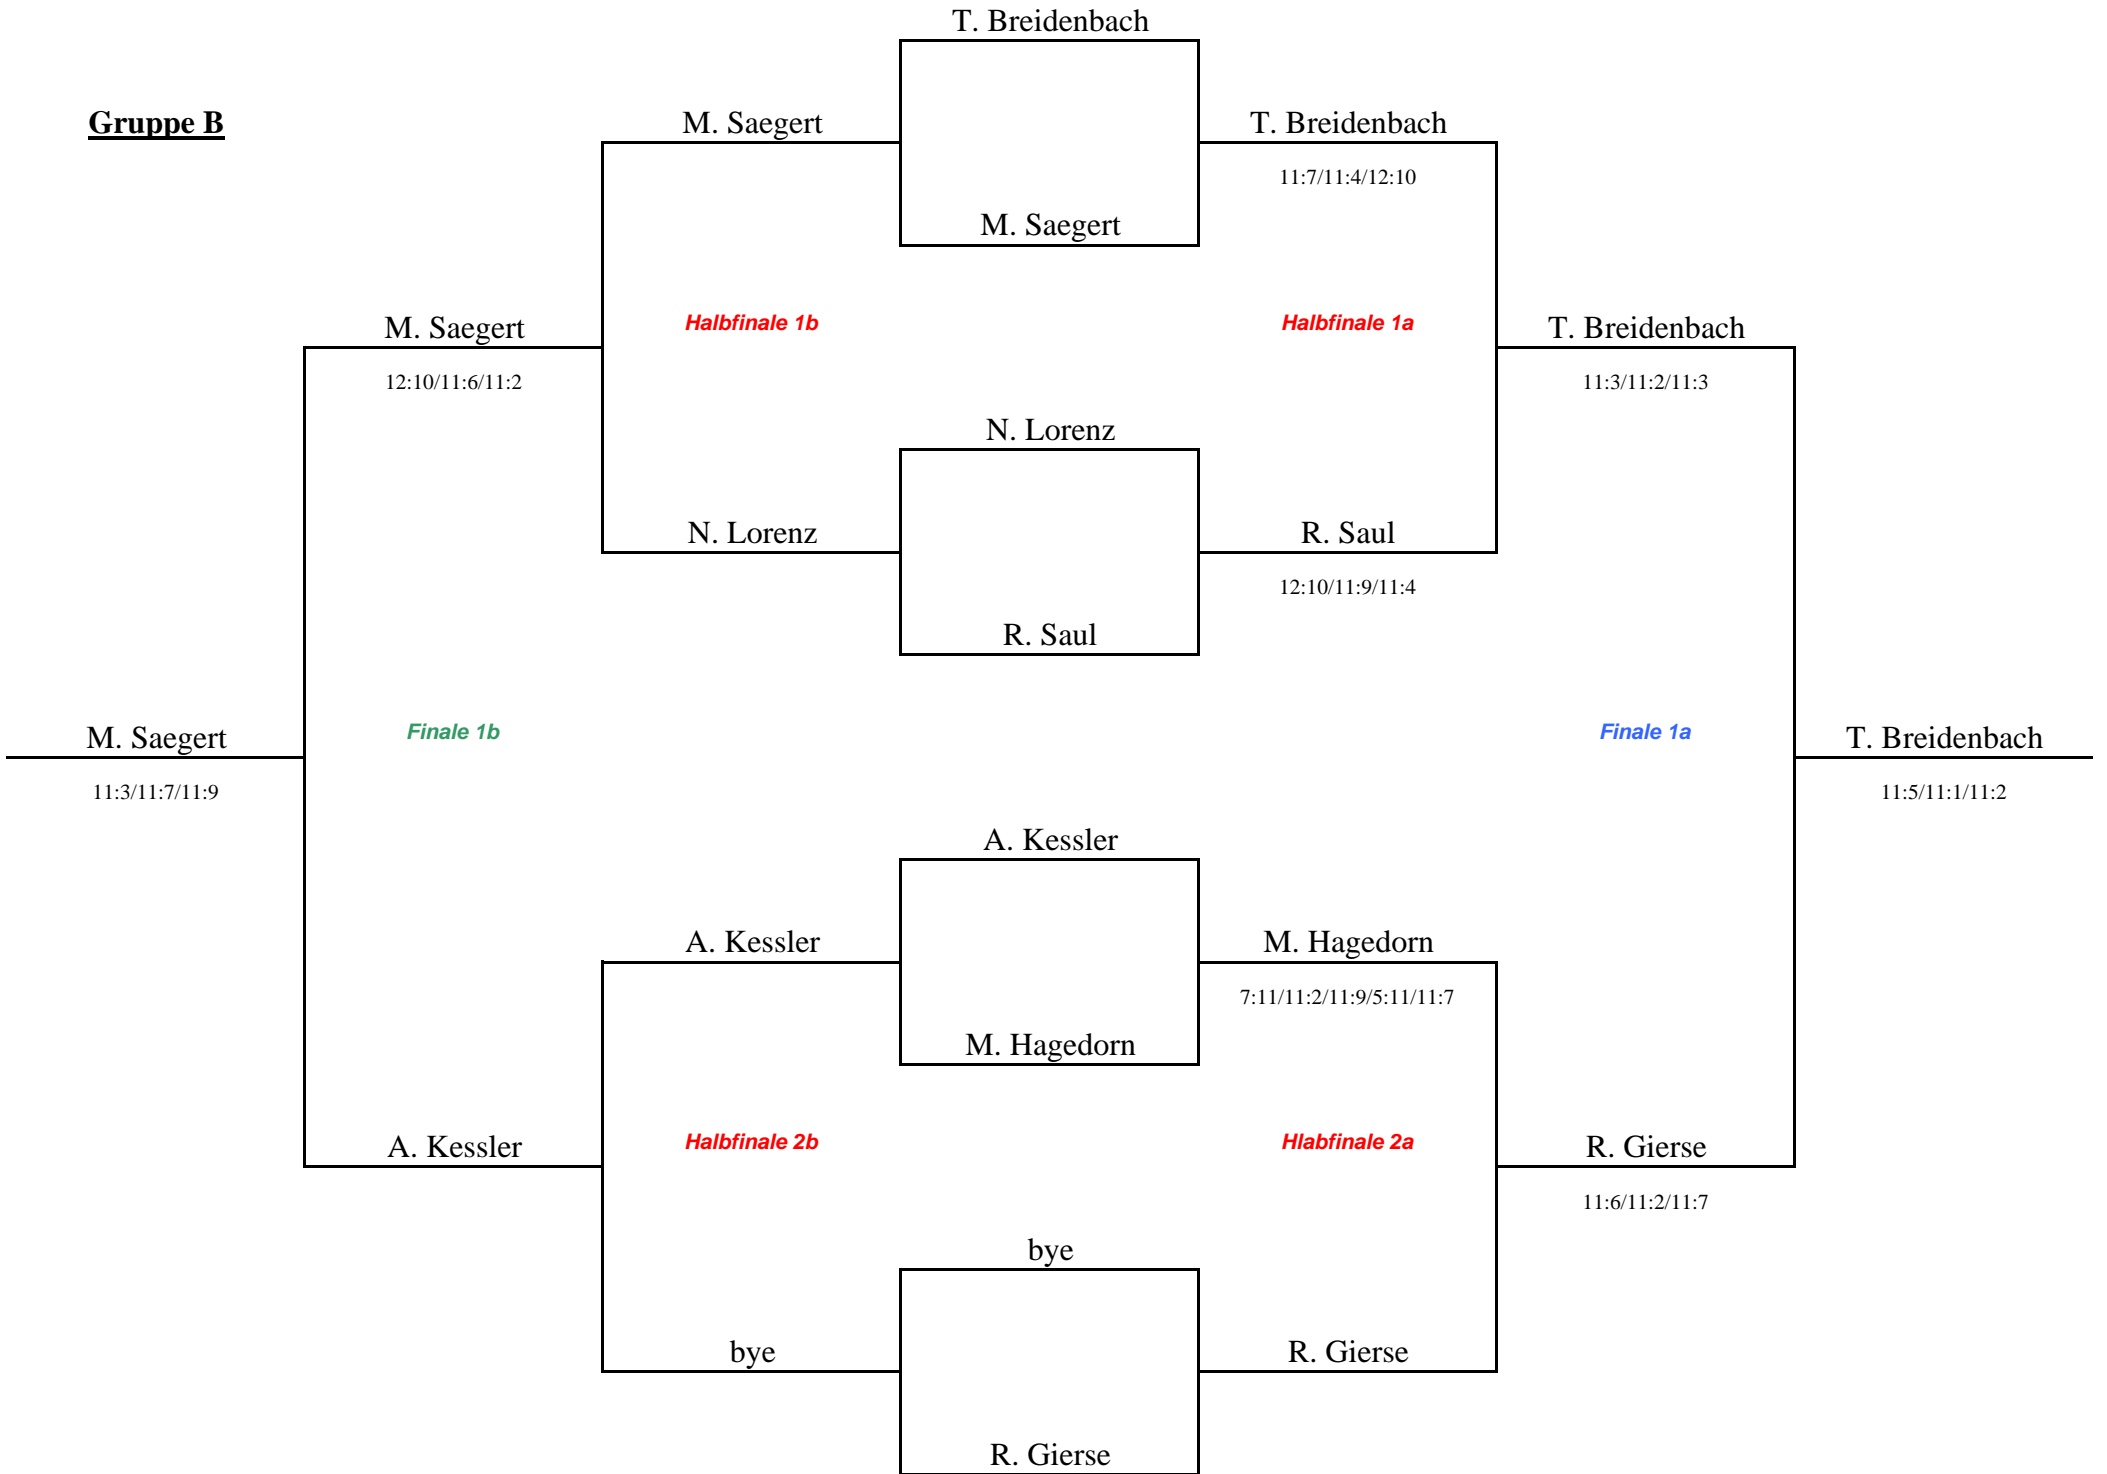 T. Breidenbach
Gruppe B
M. Saegert
T. Breidenbach
11:7/11:4/12:10
M. Saegert
Halbfinale 1b
Halbfinale 1a
M. Saegert
T. Breidenbach
12:10/11:6/11:2
11:3/11:2/11:3
N. Lorenz
N. Lorenz
R. Saul
12:10/11:9/11:4
R. Saul
M. Saegert
Finale 1b
Finale 1a
T. Breidenbach
11:3/11:7/11:9
11:5/11:1/11:2
A. Kessler
A. Kessler
M. Hagedorn
7:11/11:2/11:9/5:11/11:7
M. Hagedorn
A. Kessler
Halbfinale 2b
Hlabfinale 2a
R. Gierse
11:6/11:2/11:7
bye
bye
R. Gierse
R. Gierse